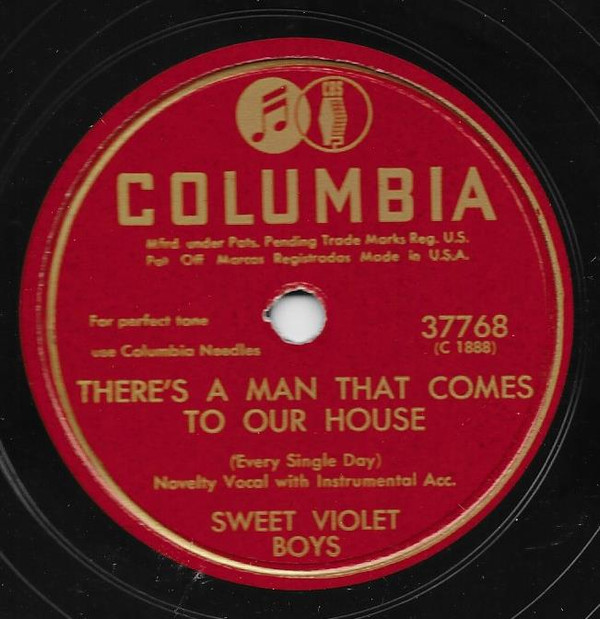 CBS
COLUMBIA
Mfrd under Pats. Pending Trade Marks Reg. U.S.
Pat Off Marcas Registradas Made in U.S.A.
For perfect tone
use Columbia Needles
37768
(C 1888)
THERE'S A MAN THAT COMES
TO OUR HOUSE
(Every Single Day)
Novelty Vocal with Instrumental Acc.
SWEET VIOLET
BOYS